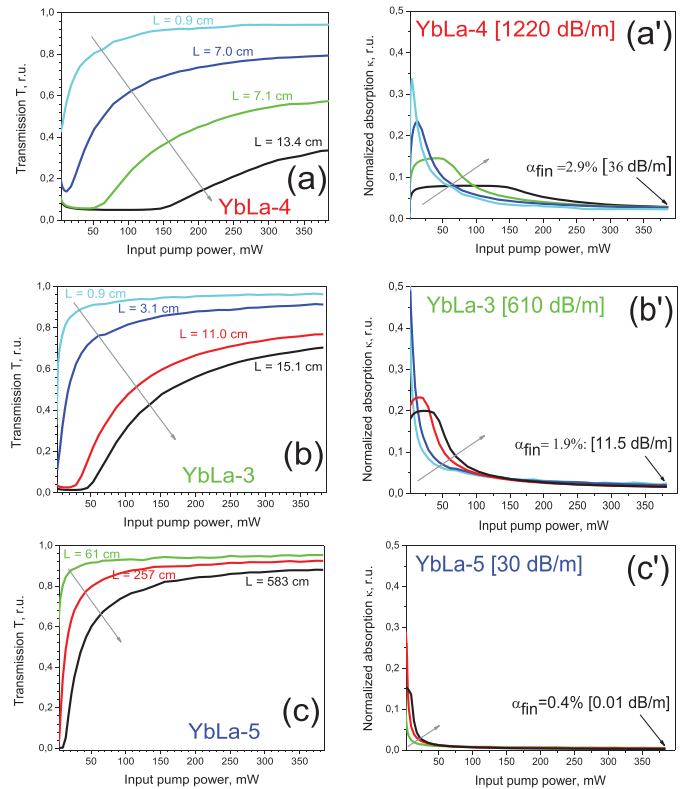 1,0
0,8
0,6
0,4
0,2
0,0
Transmission T, r.u.
L = 0.9 cm
L = 7.0 cm
L = 7.1 cm
L = 13.4 cm
(a)
YbLa-4
50 100 150 200 250 300 350
Input pump power, mW
0,5
0,4
0,3
0,2
0,1
0,0
Normalized absorption κ, r.u.
YbLa-4 [1220 dB/m]
(a')
αfin =2.9% [36 dB/m]
50 100 150 200 250 300 350
Input pump power, mW
1,0
0,8
0,6
0,4
0,2
0,0
Transmission T, r.u.
L = 0.9 cm
L = 3.1 cm
L = 11.0 cm
L = 15.1 cm
(b)
YbLa-3
50 100 150 200 250 300 350
Input pump power, mW
0,5
0,4
0,3
0,2
0,1
0,0
Normalized absorption κ, r.u.
YbLa-3 [610 dB/m]
(b')
αfin= 1.9%: [11.5 dB/m]
50 100 150 200 250 300 350
Input pump power, mW
1,0
0,8
0,6
0,4
0,2
0,0
Transmission T, r.u.
L = 61 cm
L = 257 cm
L = 583 cm
(c)
YbLa-5
50 100 150 200 250 300 350
Input pump power, mW
0,5
0,4
0,3
0,2
0,1
0,0
Normalized absorption κ, r.u.
YbLa-5 [30 dB/m]
(c')
αfin=0.4% [0.01 dB/m]
50 100 150 200 250 300 350
Input pump power, mW